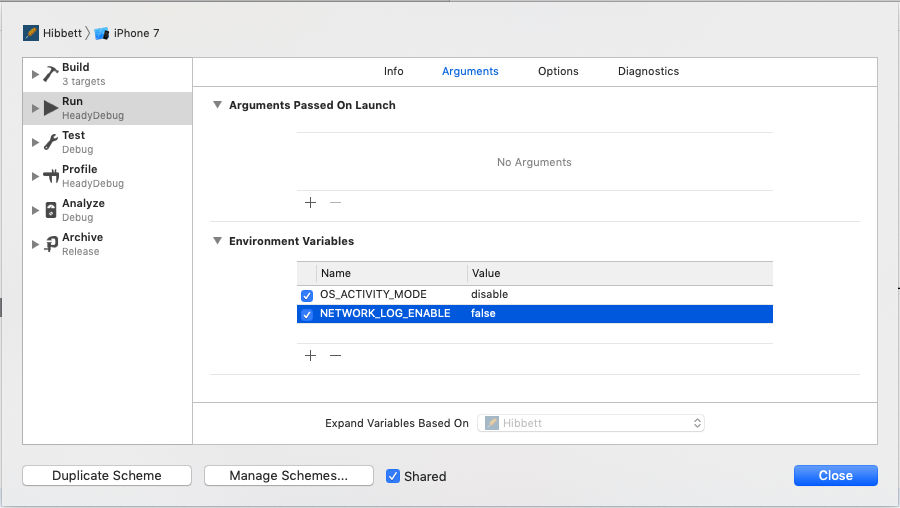 Hibbett iPhone 7
Build
3 targets
Run
HeadyDebug
Test
Debug
Profile
HeadyDebug
Analyze
Debug
Archive
Release
Info Arguments Options Diagnostics
Arguments Passed On Launch
No Arguments
Environment Variables
Name Value
OS_ACTIVITY_MODE disable
NETWORK_LOG_ENABLE false
Expand Variables Based On Hibbett
Duplicate Scheme Manage Schemes... Shared Close